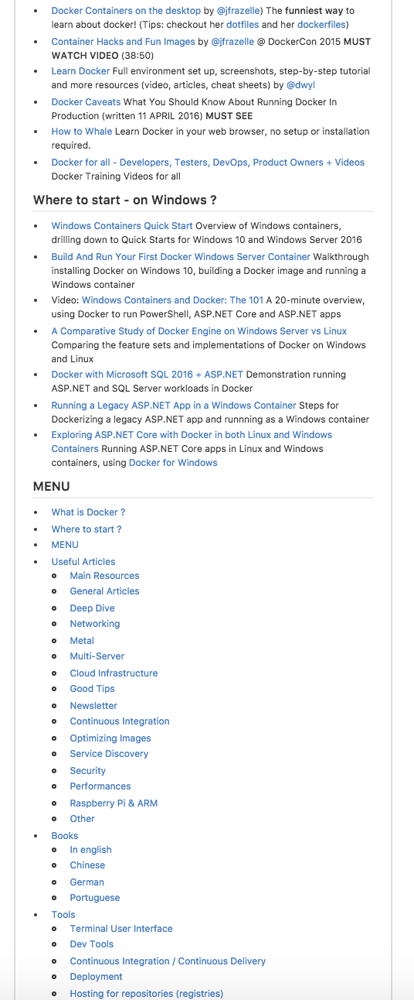 Docker Containers on the desktop by @jfrazelle) The funniest way to
learn about docker! (Tips: checkout her dotfiles and her dockerfiles)
Container Hacks and Fun Images by @jfrazelle @ DockerCon 2015 MUST
WATCH VIDEO (38:50)
Learn Docker Full environment set up, screenshots, step-by-step tutorial
and more resources (video, articles, cheat sheets) by @dwyl
Docker Caveats What You Should Know About Running Docker In
Production (written 11 APRIL 2016) MUST SEE
How to Whale Learn Docker in your web browser, no setup or installation
required.
Docker for all - Developers, Testers, DevOps, Product Owners + Videos
Docker Training Videos for all
Where to start - on Windows ?
Windows Containers Quick Start Overview of Windows containers,
drilling down to Quick Starts for Windows 10 and Windows Server 2016
Build And Run Your First Docker Windows Server Container Walkthrough
installing Docker on Windows 10, building a Docker image and running a
Windows container
Video: Windows Containers and Docker: The 101 A 20-minute overview,
using Docker to run PowerShell, ASP.NET Core and ASP.NET apps
A Comparative Study of Docker Engine on Windows Server vs Linux
Comparing the feature sets and implementations of Docker on Windows
and Linux
Docker with Microsoft SQL 2016 + ASP.NET Demonstration running
ASP.NET and SQL Server workloads in Docker
Running a Legacy ASP.NET App in a Windows Container Steps for
Dockerizing a legacy ASP.NET app and runnning as a Windows container
Exploring ASP.NET Core with Docker in both Linux and Windows
Containers Running ASP.NET Core apps in Linux and Windows
containers, using Docker for Windows
MENU
What is Docker ?
Where to start ?
MENU
Useful Articles
Main Resources
General Articles
Deep Dive
Networking
Metal
Multi-Server
Cloud Infrastructure
Good Tips
Newsletter
Continuous Integration
Optimizing Images
Service Discovery
Security
Performances
Raspberry Pi & ARM
Other
Books
In english
Chinese
German
Portuguese
Tools
Terminal User Interface
Dev Tools
Continuous Integration / Continuous Delivery
Deployment
Hosting for repositories (registries)